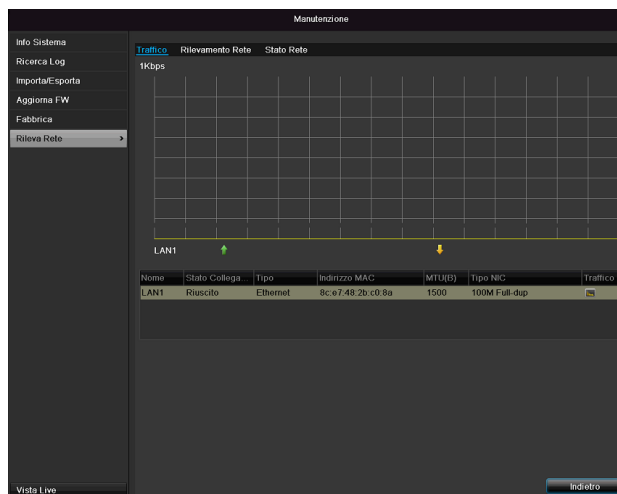 Manutenzione
Info Sistema
Ricerca Log
Importa/Esporta
Aggiorna FW
Fabbrica
Rileva Rete >
Traffico Rilevamento Rete Stato Rete
1Kbps
LAN1
Nome Stato Collega... Tipo Indirizzo MAC MTU(B) Tipo NIC Traffico
LAN1 Riuscito Ethernet 8c:e7:48:2b:c0:8a 1500 100M Full-dup
Vista Live
Indietro